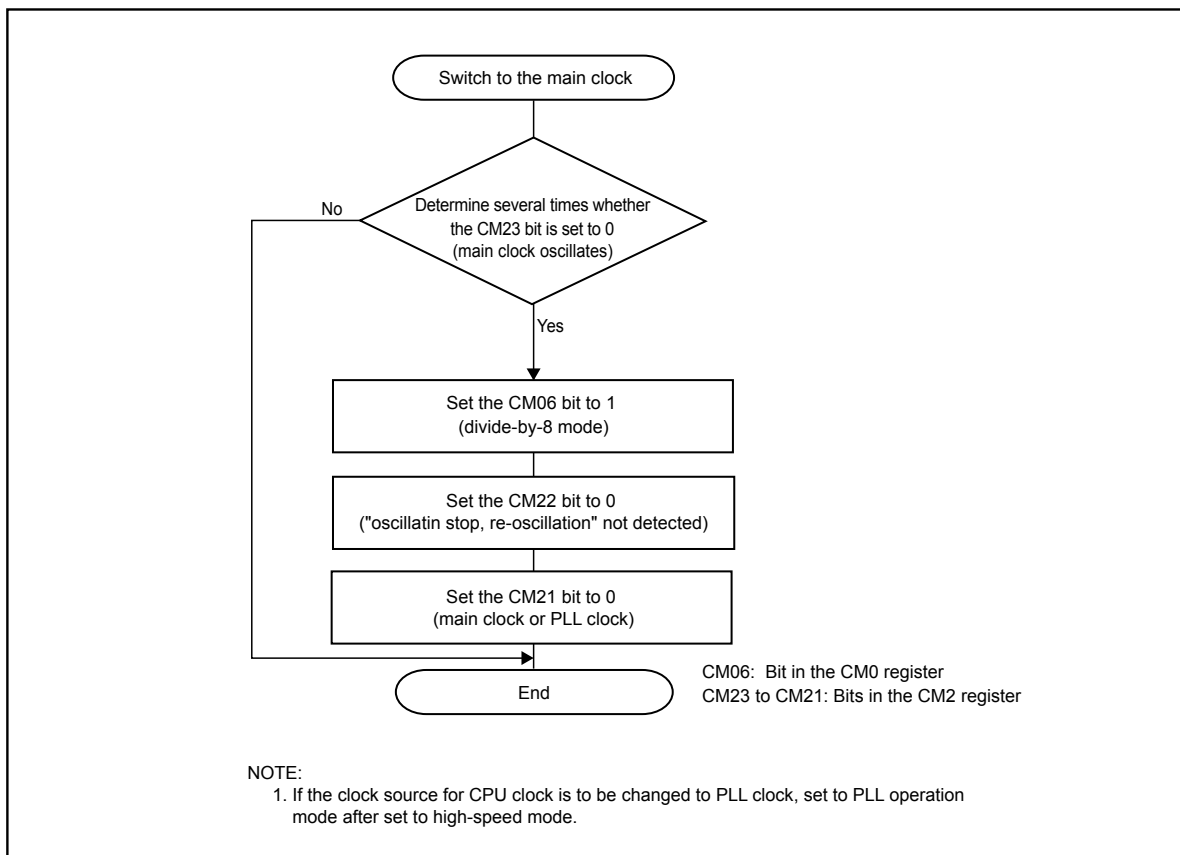 Switch to the main clock
Determine several times whether
the CM23 bit is set to 0
(main clock oscillates)
No
Yes
Set the CM06 bit to 1
(divide-by-8 mode)
Set the CM22 bit to 0
("oscillatin stop, re-oscillation" not detected)
Set the CM21 bit to 0
(main clock or PLL clock)
End
CM06: Bit in the CM0 register
CM23 to CM21: Bits in the CM2 register
NOTE:
1. If the clock source for CPU clock is to be changed to PLL clock, set to PLL operation
mode after set to high-speed mode.